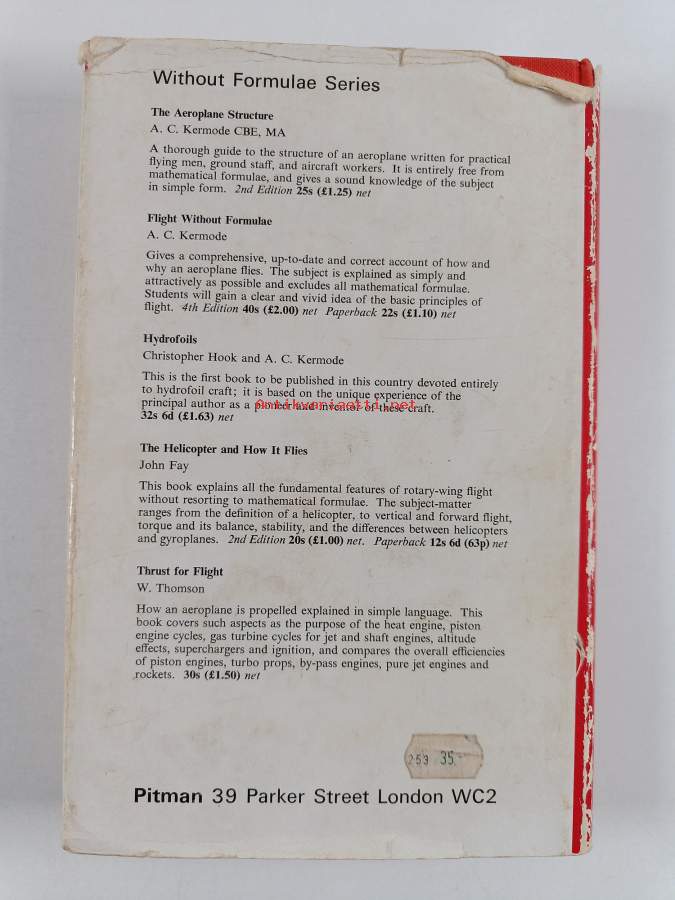 Without Formulae Series
The Aeroplane Structure
A. C. Kermode CBE, MA
A thorough guide to the structure of an aeroplane written for practical
flying men, ground staff, and aircraft workers. It is entirely free from
mathematical formulae, and gives a sound knowledge of the subject
in simple form. 2nd Edition 25s (£1.25) net
Flight Without Formulae
A. C. Kermode
Gives a comprehensive, up-to-date and correct account of how and
why an aeroplane flies. The subject is explained as simply and
attractively as possible and excludes all mathematical formulae.
Students will gain a clear and vivid idea of the basic principles of
flight. 4th Edition 40s (£2.00) net Paperback 22s (£1.10) net
Hydrofoils
Christopher Hook and A. C. Kermode
This is the first book to be published in this country devoted entirely
to hydrofoil craft; it is based on the unique experience of the
principal author as a pioneer and inventor of these craft.
32s 6d (£1.63) net
The Helicopter and How It Flies
John Fay
This book explains all the fundamental features of rotary-wing flight
without resorting to mathematical formulae. The subject-matter
ranges from the definition of a helicopter, to vertical and forward flight,
torque and its balance, stability, and the differences between helicopters
and gyroplanes. 2nd Edition 20s (£1.00) net. Paperback 12s 6d (63p) net
Thrust for Flight
W. Thomson
How an aeroplane is propelled explained in simple language. This
book covers such aspects as the purpose of the heat engine, piston
engine cycles, gas turbine cycles for jet and shaft engines, altitude
effects, superchargers and ignition, and compares the overall efficiencies
of piston engines, turbo props, by-pass engines, pure jet engines and
rockets. 30s (£1.50) net
253 35.-
Pitman 39 Parker Street London WC2